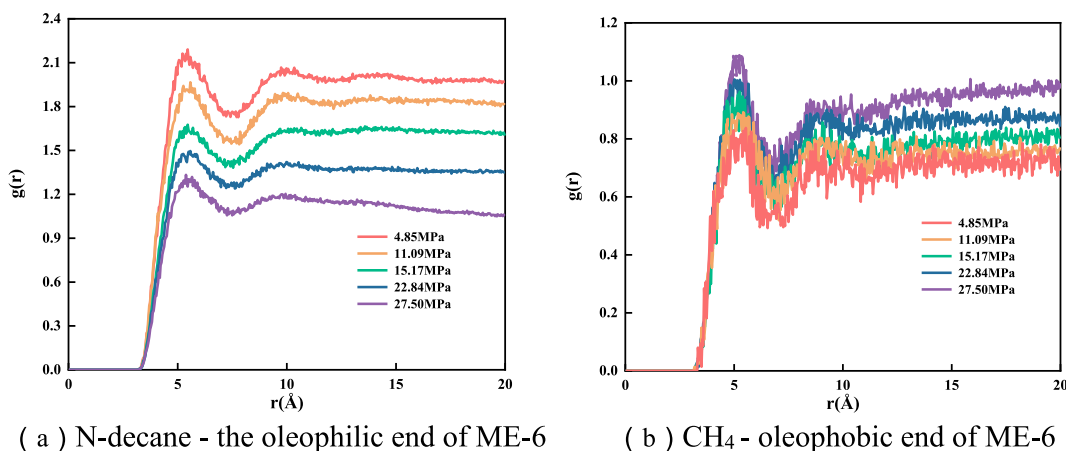 2.4
2.1
1.8
1.5
1.2
0.9
0.6
0.3
0.0
g(r)
0
5
10
15
20
r(Å)
4.85MPa
11.09MPa
15.17MPa
22.84MPa
27.50MPa
( a ) N-decane - the oleophilic end of ME-6
1.2
1.0
0.8
0.6
0.4
0.2
0.0
g(r)
0
5
10
15
20
r(Å)
4.85MPa
11.09MPa
15.17MPa
22.84MPa
27.50MPa
( b ) CH₄ - oleophobic end of ME-6